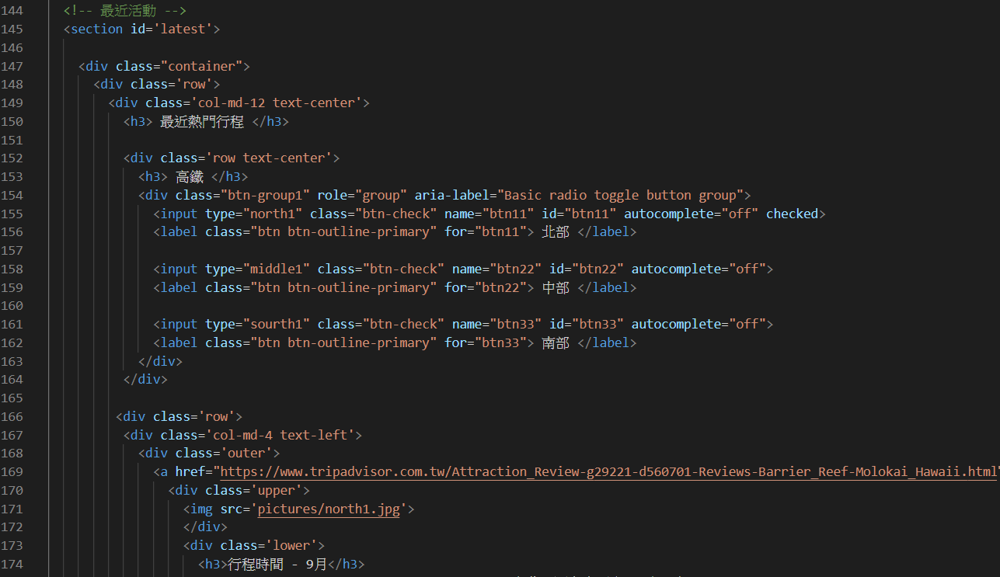 144 <!-- 最近活動 -->
145 <section id='latest'>
146
147 <div class="container">
148 <div class='row'>
149 <div class='col-md-12 text-center'>
150 <h3> 最近熱門行程 </h3>
151
152 <div class='row text-center'>
153 <h3> 高鐵 </h3>
154 <div class="btn-group1" role="group" aria-label="Basic radio toggle button group">
155 <input type="north1" class="btn-check" name="btn11" id="btn11" autocomplete="off" checked>
156 <label class="btn btn-outline-primary" for="btn11"> 北部 </label>
157
158 <input type="middle1" class="btn-check" name="btn22" id="btn22" autocomplete="off">
159 <label class="btn btn-outline-primary" for="btn22"> 中部 </label>
160
161 <input type="sourth1" class="btn-check" name="btn33" id="btn33" autocomplete="off">
162 <label class="btn btn-outline-primary" for="btn33"> 南部 </label>
163 </div>
164 </div>
165
166 <div class='row'>
167 <div class='col-md-4 text-left'>
168 <div class='outer'>
169 <a href="https://www.tripadvisor.com.tw/Attraction_Review-g29221-d560701-Reviews-Barrier_Reef-Molokai_Hawaii.html"
170 <div class='upper'>
171 <img src='pictures/north1.jpg'>
172 </div>
173 <div class='lower'>
174 <h3>行程時間 - 9月</h3>